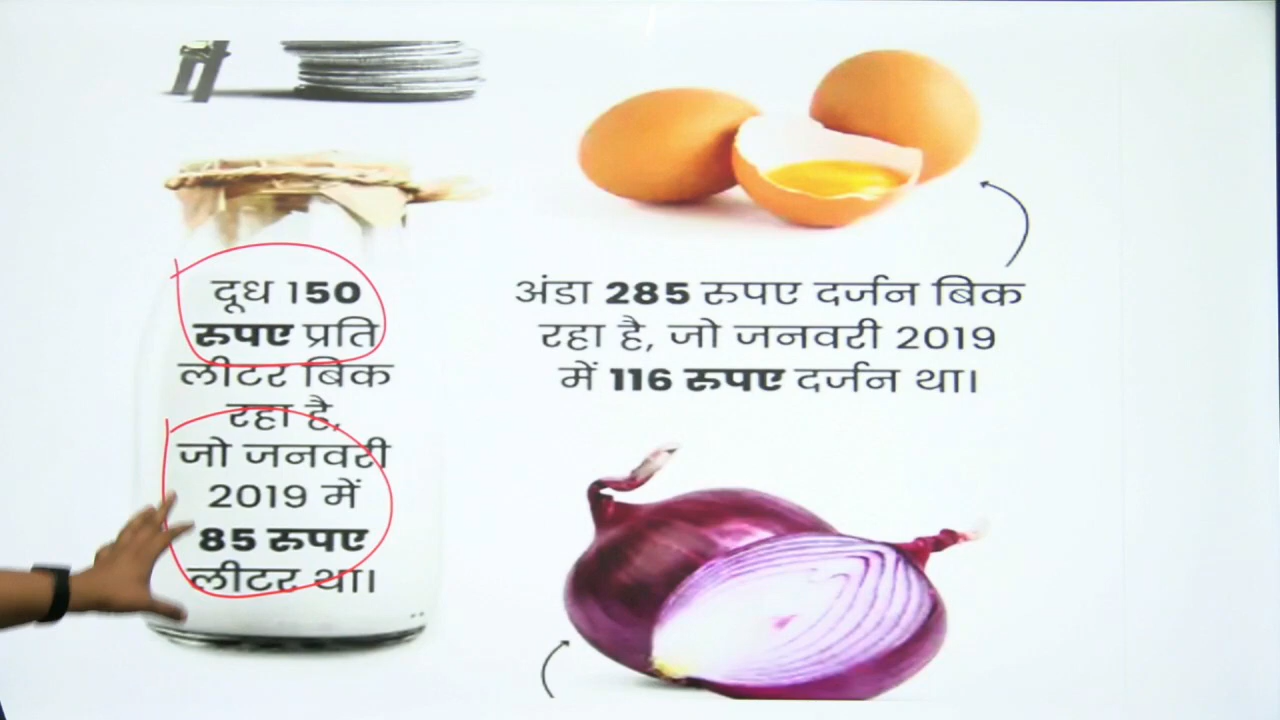 दूध 150
रुपए प्रति
लीटर बिक
रहा है,
जो जनवरी
2019 में
85 रुपए
लीटर था।
अंडा 285 रुपए दर्जन बिक
रहा है, जो जनवरी 2019
में 116 रुपए दर्जन था।